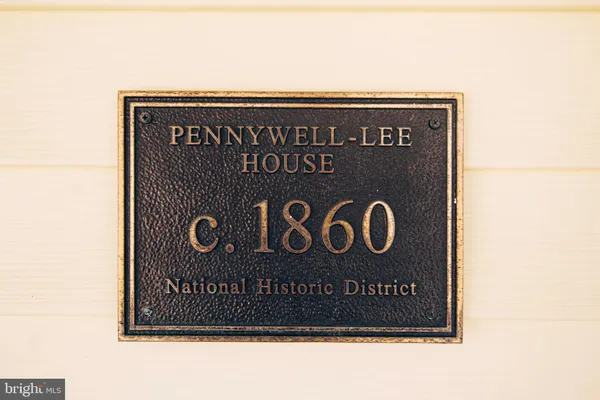 PENNYWELL-LEE
HOUSE
c. 1860
National Historic District
bright MLS